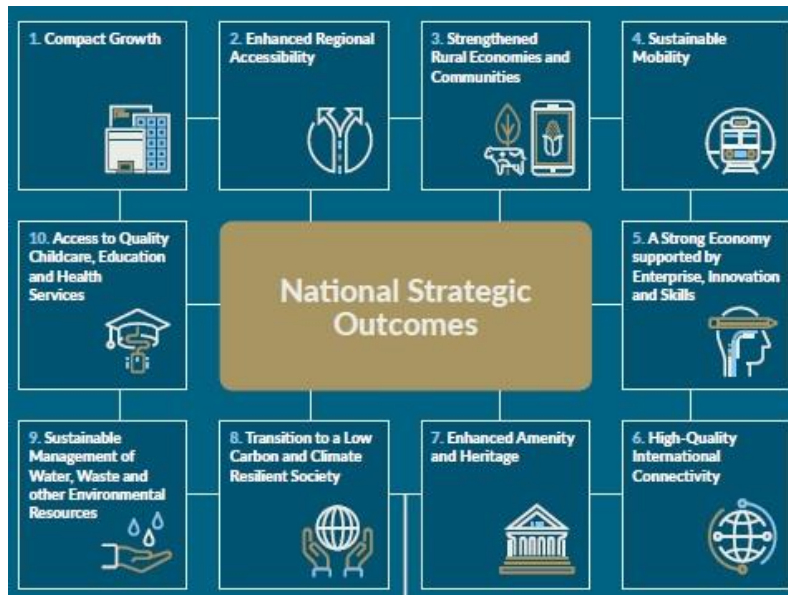 1. Compact Growth
2. Enhanced Regional
Accessibility
3. Strengthened
Rural Economies and
Communities
4. Sustainable
Mobility
10. Access to Quality
Childcare, Education
and Health
Services
National Strategic
Outcomes
5. A Strong Economy
supported by
Enterprise, Innovation
and Skills
9. Sustainable
Management of
Water, Waste and
other Environmental
Resources
8. Transition to a Low
Carbon and Climate
Resilient Society
7. Enhanced Amenity
and Heritage
6. High-Quality
International
Connectivity